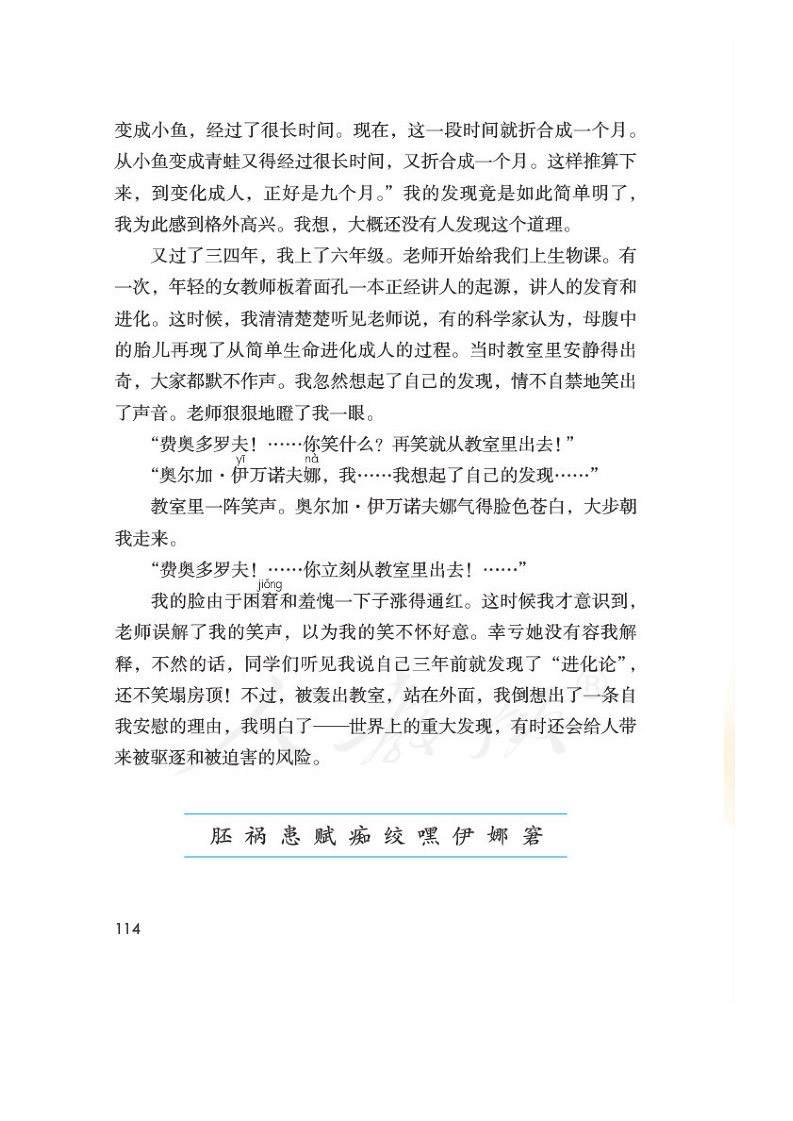 变成小鱼，经过了很长时间。现在，这一段时间就折合成一个月。
从小鱼变成青蛙又得经过很长时间，又折合成一个月。这样推算下
来，到变化成人，正好是九个月。”我的发现竟是如此简单明了，
我为此感到格外高兴。我想，大概还没有人发现这个道理。
又过了三四年，我上了六年级。老师开始给我们上生物课。有
一次，年轻的女教师板着面孔一本正经讲人的起源，讲人的发育和
进化。这时候，我清清楚楚听见老师说，有的科学家认为，母腹中
的胎儿再现了从简单生命进化成人的过程。当时教室里安静得出
奇，大家都默不作声。我忽然想起了自己的发现，情不自禁地笑出
了声音。老师狠狠地瞪了我一眼。
“费奥多罗夫！……你笑什么？再笑就从教室里出去！”
yī nà
“奥尔加·伊万诺夫娜，我……我想起了自己的发现……”
教室里一阵笑声。奥尔加·伊万诺夫娜气得脸色苍白，大步朝
我走来。
“费奥多罗夫！……你立刻从教室里出去！……”
jiǒng
我的脸由于困窘和羞愧一下子涨得通红。这时候我才意识到，
老师误解了我的笑声，以为我的笑不怀好意。幸亏她没有容我解
释，不然的话，同学们听见我说自己三年前就发现了“进化论”，
还不笑塌房顶！不过，被轰出教室，站在外面，我倒想出了一条自
我安慰的理由，我明白了——世界上的重大发现，有时还会给人带
来被驱逐和被迫害的风险。
人教版®
胚祸患赋痴绞嘿伊娜窘
114